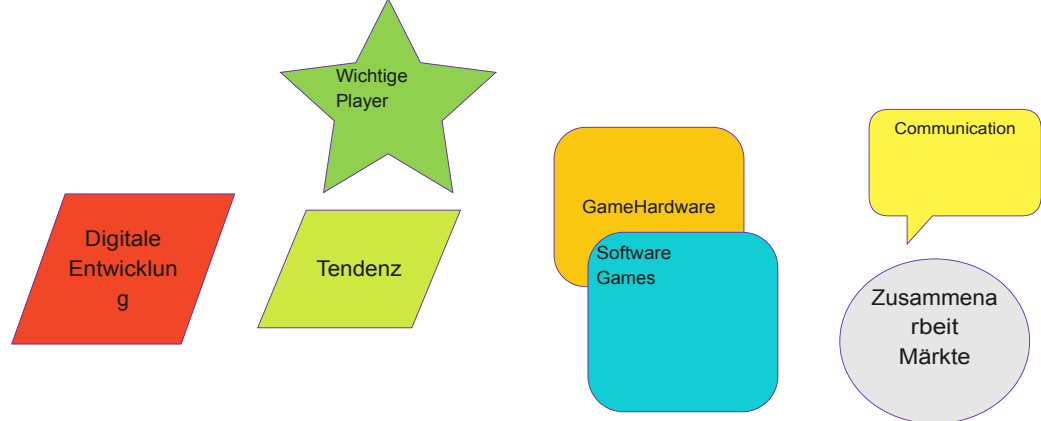 Wichtige
Player
Digitale
Entwicklun
g
Tendenz
GameHardware
Software
Games
Communication
Zusammena
rbeit
Märkte